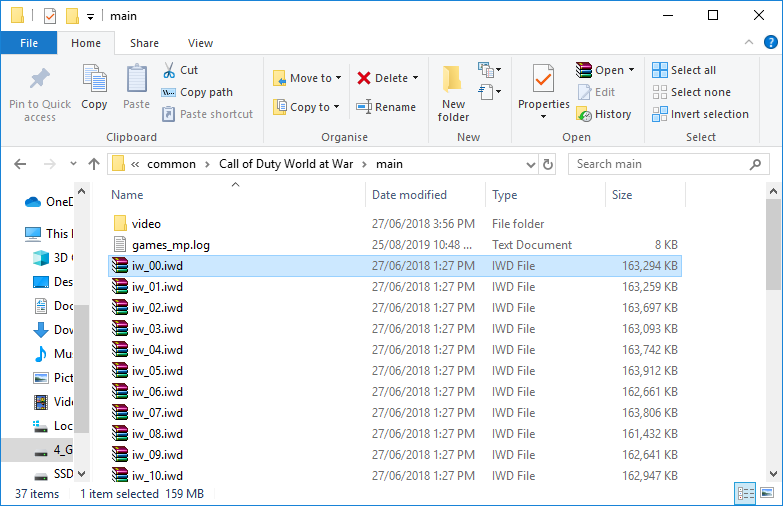 main
File Home Share View
Pin to Quick access
Copy
Paste
Cut
Copy path
Paste shortcut
Clipboard
Move to
Copy to
Delete
Rename
Organise
New folder
New
Properties
Open
Edit
History
Open
Select all
Select none
Invert selection
Select
« common > Call of Duty World at War > main
Search main
Name Date modified Type Size
OneD
This
3D
Des
Doc
Dow
Mus
Pict
Vide
Loc
4_G
SSD
video 27/06/2018 3:56 PM File folder
games_mp.log 25/08/2019 10:48 ... Text Document 8 KB
iw_00.iwd 27/06/2018 1:27 PM IWD File 163,294 KB
iw_01.iwd 27/06/2018 1:27 PM IWD File 163,259 KB
iw_02.iwd 27/06/2018 1:27 PM IWD File 163,697 KB
iw_03.iwd 27/06/2018 1:27 PM IWD File 163,093 KB
iw_04.iwd 27/06/2018 1:27 PM IWD File 163,742 KB
iw_05.iwd 27/06/2018 1:27 PM IWD File 163,912 KB
iw_06.iwd 27/06/2018 1:27 PM IWD File 162,661 KB
iw_07.iwd 27/06/2018 1:27 PM IWD File 163,806 KB
iw_08.iwd 27/06/2018 1:27 PM IWD File 161,432 KB
iw_09.iwd 27/06/2018 1:27 PM IWD File 162,641 KB
iw_10.iwd 27/06/2018 1:27 PM IWD File 162,947 KB
37 items 1 item selected 159 MB